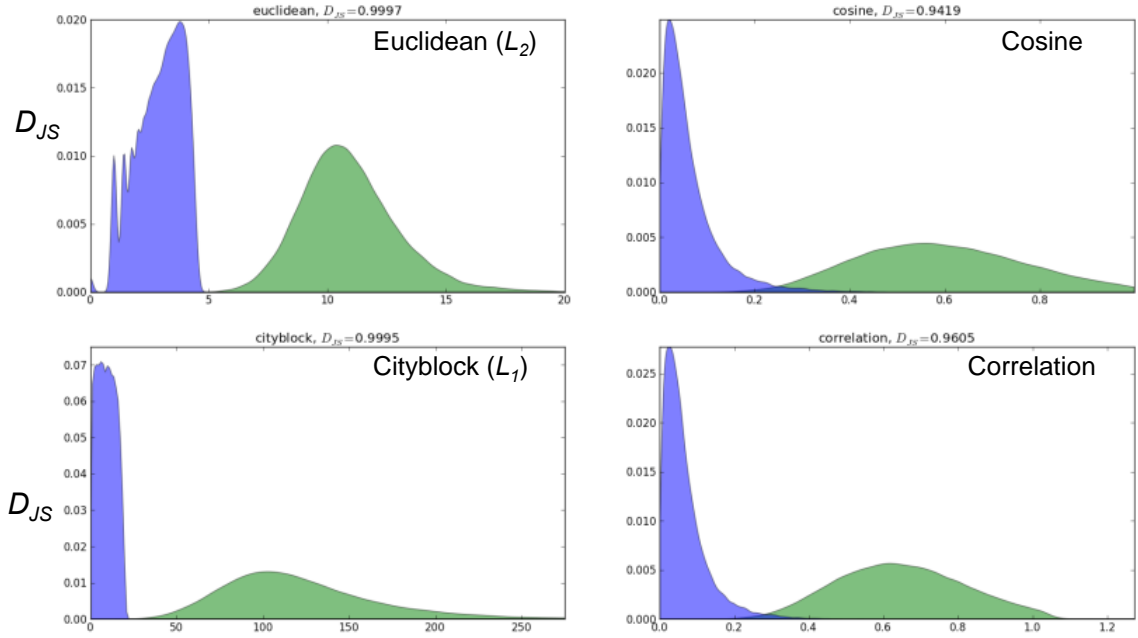 euclidean, D_JS=0.9997
Euclidean (L_2)
D_JS
0.020
0.015
0.010
0.005
0.000
0 5 10 15 20
cosine, D_JS=0.9419
Cosine
0.020
0.015
0.010
0.005
0.000
0.0 0.2 0.4 0.6 0.8
cityblock, D_JS=0.9995
Cityblock (L_1)
D_JS
0.07
0.06
0.05
0.04
0.03
0.02
0.01
0.00
0 50 100 150 200 250
correlation, D_JS=0.9605
Correlation
0.025
0.020
0.015
0.010
0.005
0.000
0.0 0.2 0.4 0.6 0.8 1.0 1.2